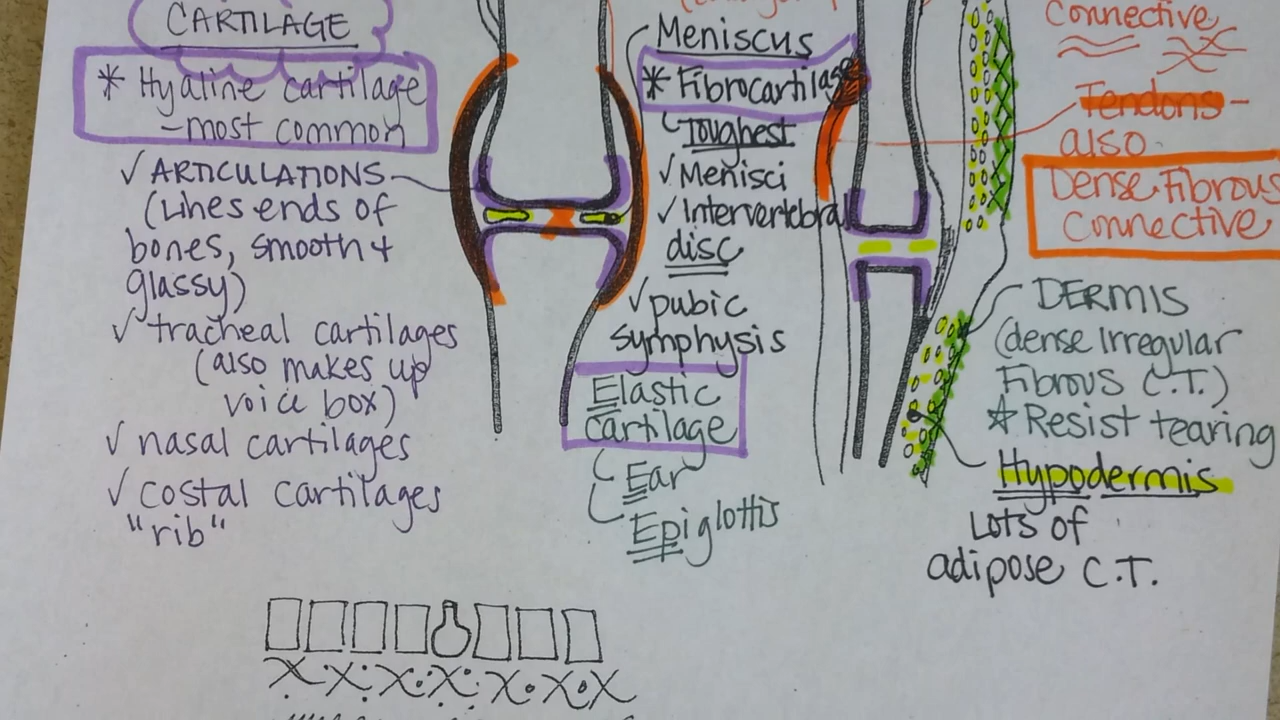 CARTILAGE
* Hyaline cartilage
-most common
✓ ARTICULATIONS
(Lines ends of
bones, smooth +
glassy)
✓ tracheal cartilages
(also makes up
voice box)
✓ nasal cartilages
✓ costal cartilages
"rib"
Meniscus
* Fibrocartilage
Toughest
✓ Menisci
✓ Intervertebral
disc
✓ pubic
symphysis
Elastic
cartilage
Ear
Epiglottis
Connective
Tendons -
also
Dense Fibrous
Connective
DERMIS
(dense Irregular
Fibrous C.T.)
☆ Resist tearing
Hypodermis
Lots of
adipose C.T.